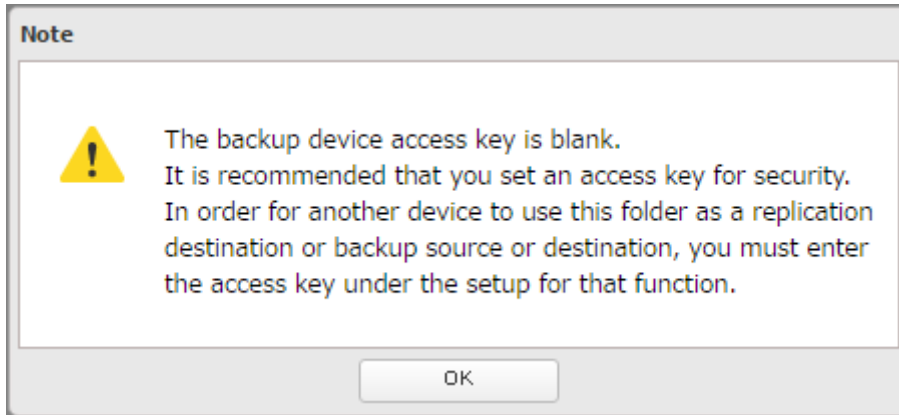 Note
The backup device access key is blank.
It is recommended that you set an access key for security.
In order for another device to use this folder as a replication
destination or backup source or destination, you must enter
the access key under the setup for that function.
OK